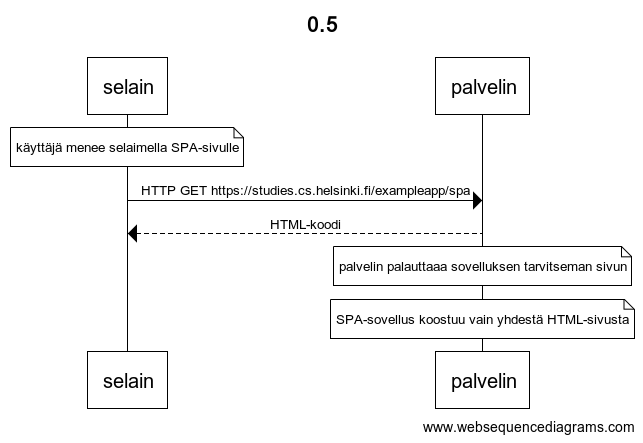 0.5
selain
palvelin
käyttäjä menee selaimella SPA-sivulle
HTTP GET https://studies.cs.helsinki.fi/exampleapp/spa
HTML-koodi
palvelin palauttaaa sovelluksen tarvitseman sivun
SPA-sovellus koostuu vain yhdestä HTML-sivusta
selain
palvelin
www.websequencediagrams.com